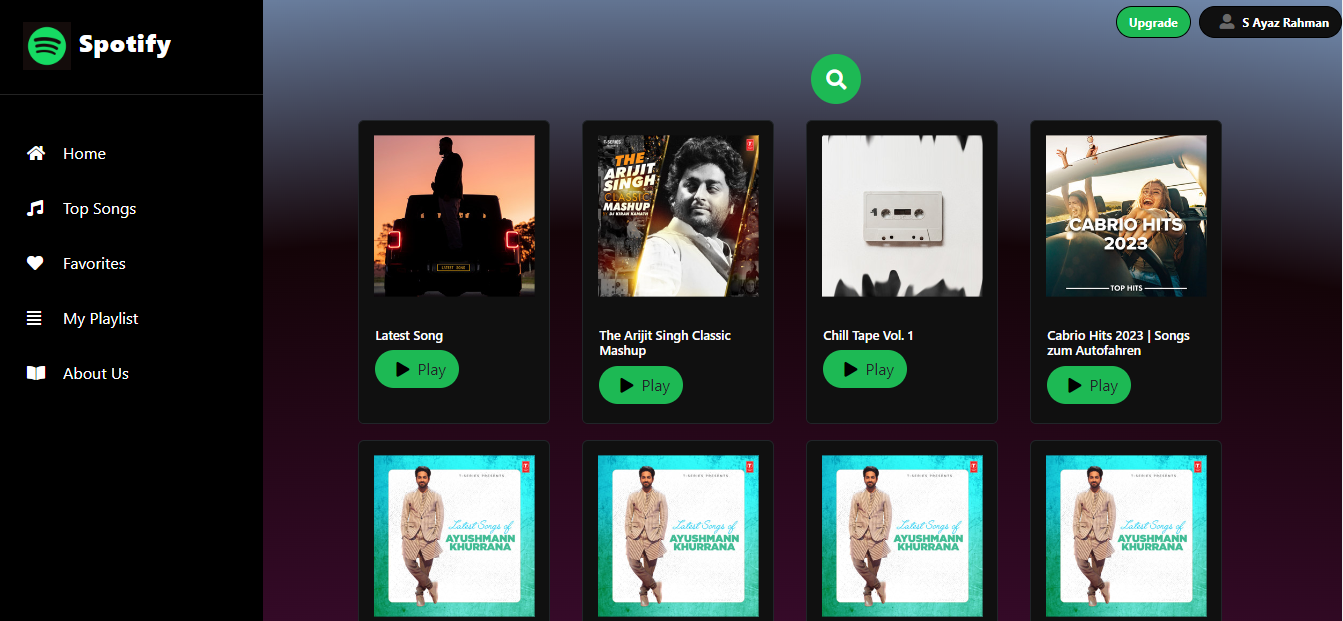 Spotify
Home
Top Songs
Favorites
My Playlist
About Us
Upgrade
S Ayaz Rahman
LATEST SONG
Latest Song
Play
T-SERIES
THE
ARIJIT
SINGH
CLASSIC
MASHUP
DJ KIRAN KAMATH
The Arijit Singh Classic
Mashup
Play
1
Chill Tape Vol. 1
Play
CABRIO HITS
2023
TOP HITS
Cabrio Hits 2023 | Songs
zum Autofahren
Play
T-SERIES PRESENTS
Latest Songs of
AYUSHMANN
KHURRANA
T-SERIES PRESENTS
Latest Songs of
AYUSHMANN
KHURRANA
T-SERIES PRESENTS
Latest Songs of
AYUSHMANN
KHURRANA
T-SERIES PRESENTS
Latest Songs of
AYUSHMANN
KHURRANA